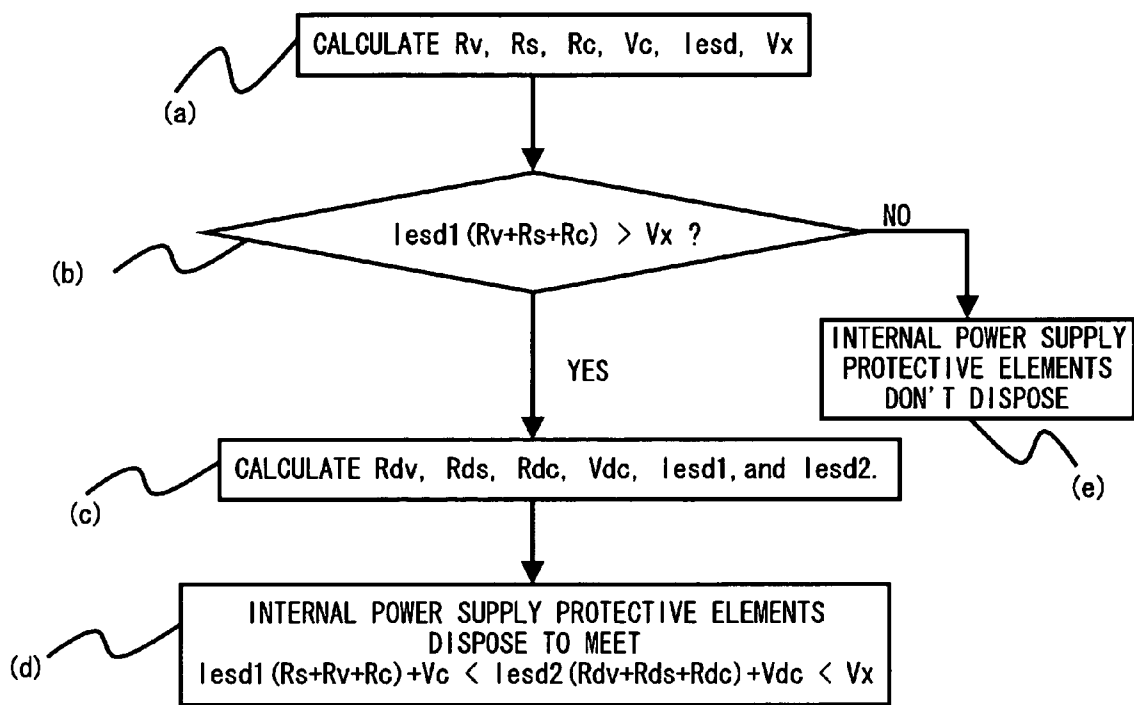 CALCULATE Rv, Rs, Rc, Vc, Iesd, Vx
(a)
Iesd1(Rv+Rs+Rc) > Vx ?
NO
(b)
INTERNAL POWER SUPPLY
PROTECTIVE ELEMENTS
DON'T DISPOSE
YES
(e)
CALCULATE Rdv, Rds, Rdc, Vdc, Iesd1, and Iesd2.
(c)
INTERNAL POWER SUPPLY PROTECTIVE ELEMENTS
DISPOSE TO MEET
Iesd1(Rs+Rv+Rc)+Vc < Iesd2(Rdv+Rds+Rdc)+Vdc < Vx
(d)